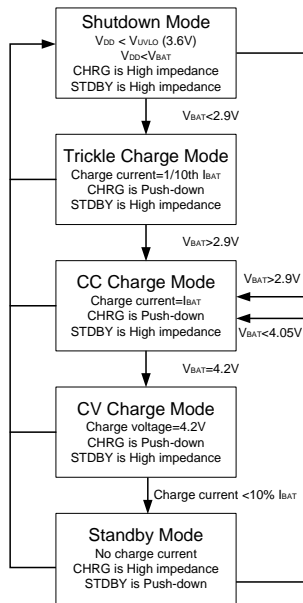 Shutdown Mode
VDD < VUVLO (3.6V)
VDD<VBAT
CHRG is High impedance
STDBY is High impedance
VBAT<2.9V
Trickle Charge Mode
Charge current=1/10th IBAT
CHRG is Push-down
STDBY is High impedance
VBAT>2.9V
CC Charge Mode
Charge current=IBAT
CHRG is Push-down
STDBY is High impedance
VBAT>2.9V
VBAT<4.05V
VBAT=4.2V
CV Charge Mode
Charge voltage=4.2V
CHRG is Push-down
STDBY is High impedance
Charge current <10% IBAT
Standby Mode
No charge current
CHRG is High impedance
STDBY is Push-down